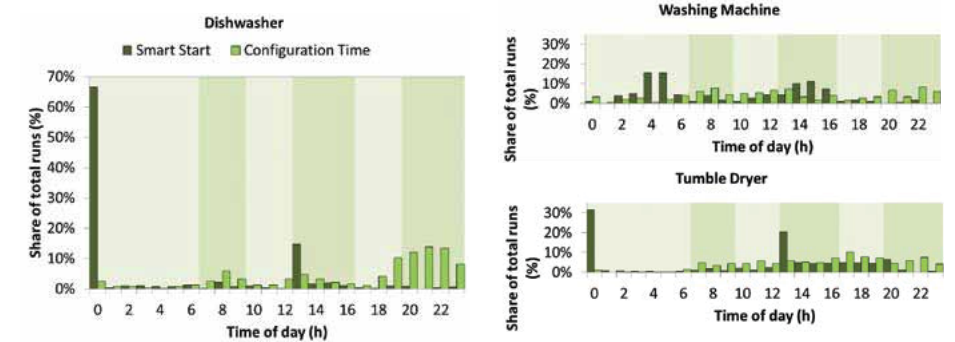 Dishwasher
Smart Start Configuration Time
Share of total runs (%)
70%
60%
50%
40%
30%
20%
10%
0%
0 2 4 6 8 10 12 14 16 18 20 22
Time of day (h)
Washing Machine
Share of total runs
(%)
30%
20%
10%
0%
0 2 4 6 8 10 12 14 16 18 20 22
Time of day (h)
Tumble Dryer
Share of total runs
(%)
30%
20%
10%
0%
0 2 4 6 8 10 12 14 16 18 20 22
Time of day (h)